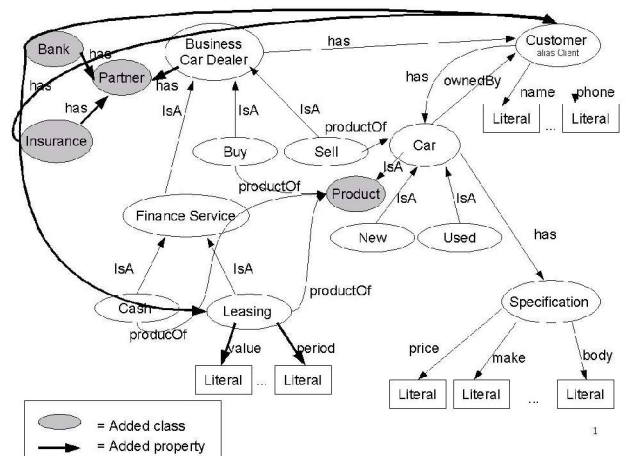 Bank
has
Business
Car Dealer
has
Customer
alias Client
Partner
has
has
has
has
ownedBy
name
phone
Insurance
IsA
IsA
IsA
productOf
Literal
...
Literal
Buy
Sell
Car
productOf
IsA
Product
Finance Service
IsA
IsA
New
Used
has
IsA
IsA
productOf
Cash
Leasing
Specification
producOf
value
period
price
make
body
Literal
...
Literal
Literal
Literal
...
Literal
= Added class
= Added property
1